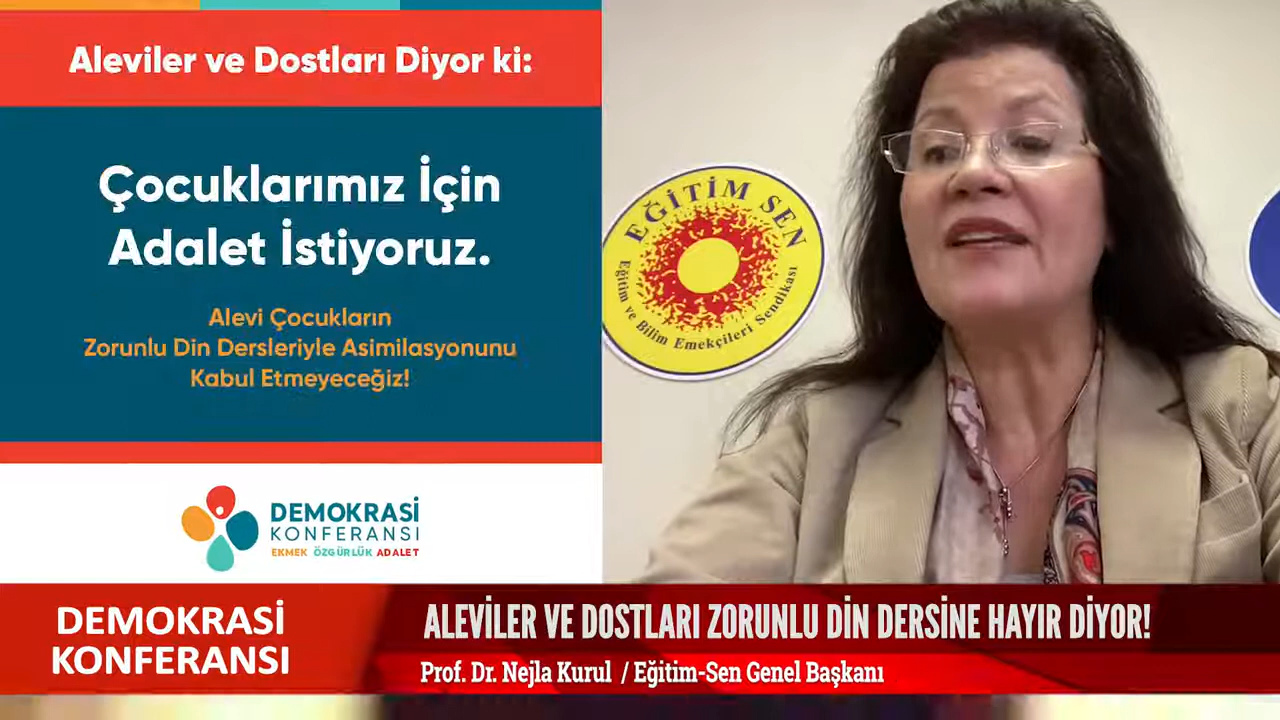 Aleviler ve Dostları Diyor ki:
Çocuklarımız İçin
Adalet İstiyoruz.
Alevi Çocukların
Zorunlu Din Dersleriyle Asimilasyonunu
Kabul Etmeyeceğiz!
DEMOKRASİ
KONFERANSI
EKMEK ÖZGÜRLÜK ADALET
EĞİTİM SEN
Eğitim ve Bilim Emekçileri Sendikası
DEMOKRASİ
KONFERANSI
ALEVİLER VE DOSTLARI ZORUNLU DİN DERSİNE HAYIR DİYOR!
Prof. Dr. Nejla Kurul / Eğitim-Sen Genel Başkanı